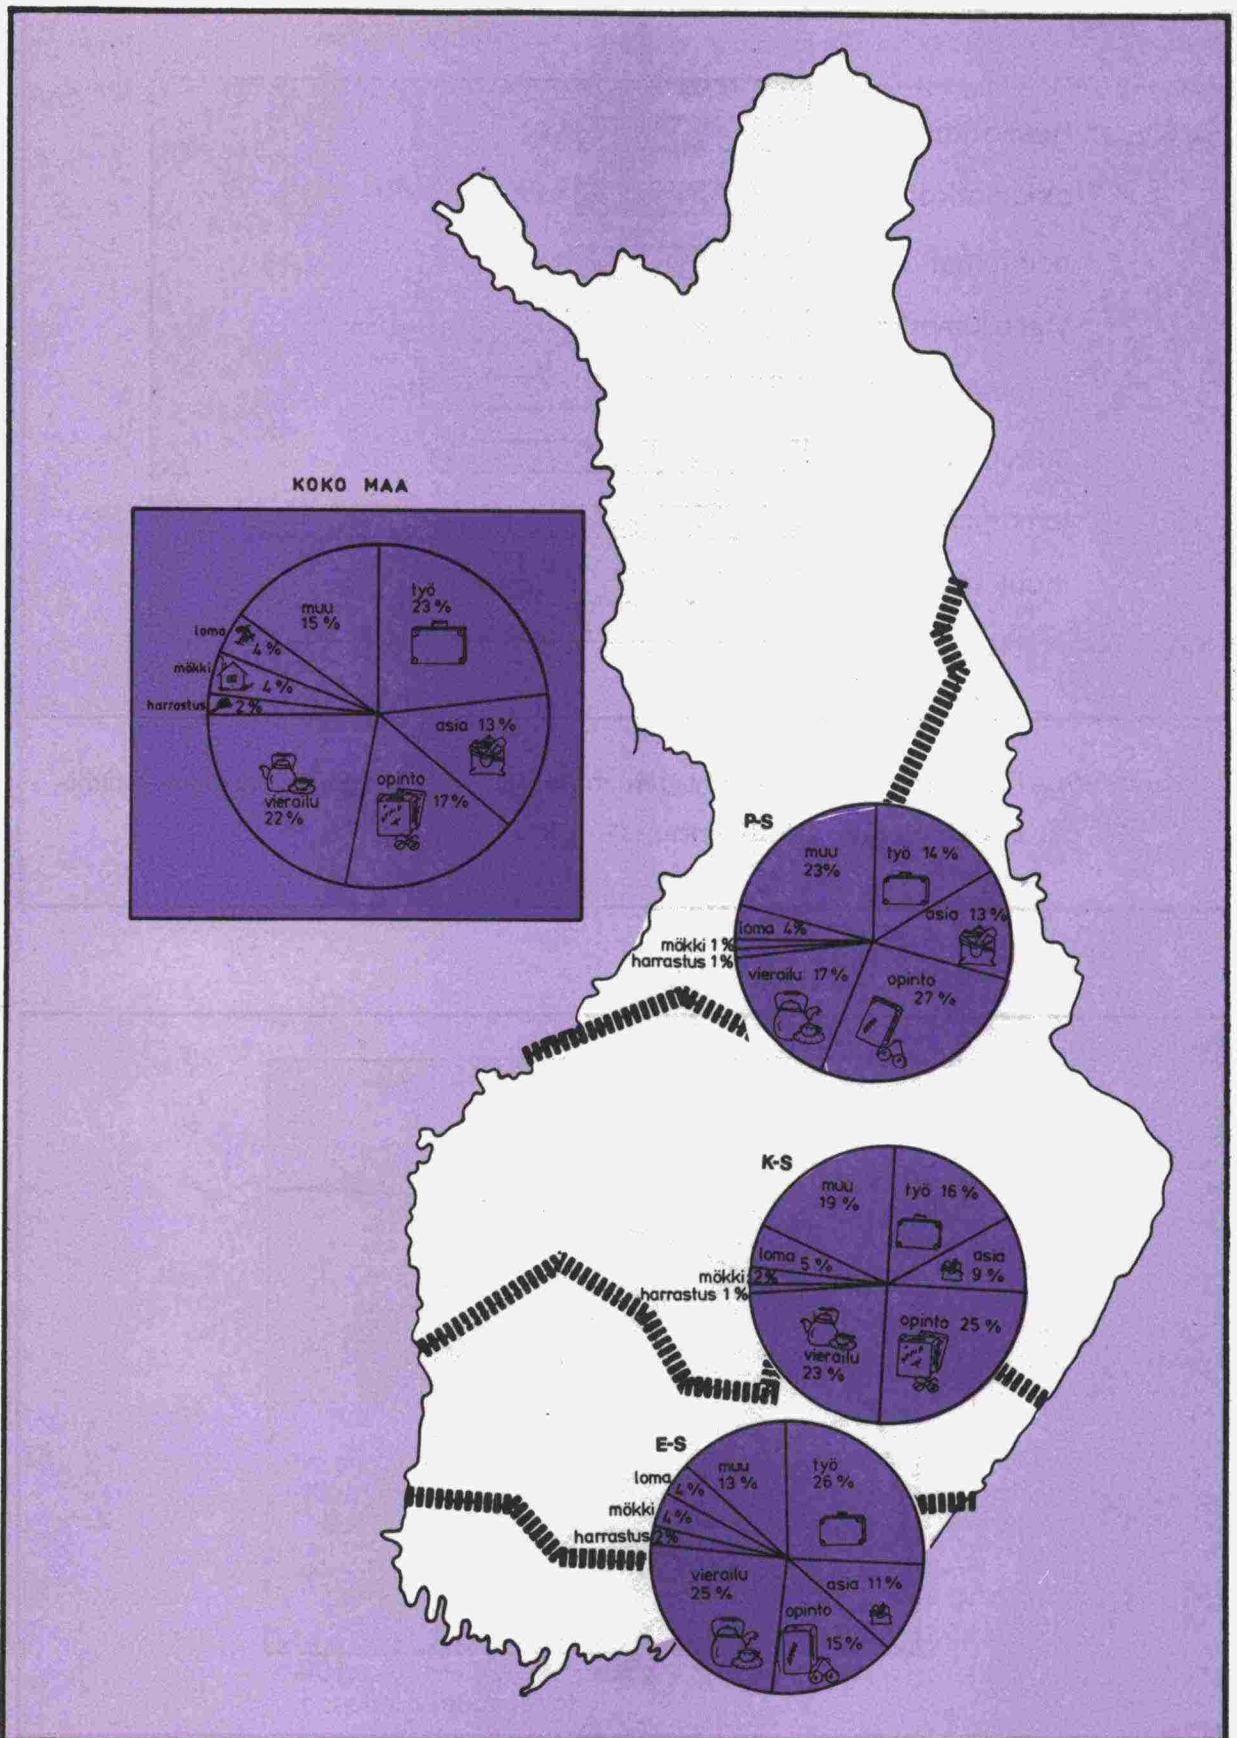 KOKO MAA
työ
23 %
asia 13 %
opinto
17 %
vierailu
22 %
harrastus 2 %
mökki 4 %
loma 4 %
muu
15 %
P-S
työ 14 %
asia 13 %
opinto
27 %
vierailu 17 %
harrastus 1 %
mökki 1 %
loma 4 %
muu
23 %
K-S
työ 16 %
asia
9 %
opinto 25 %
vierailu
23 %
harrastus 1 %
mökki 2 %
loma 5 %
muu
19 %
E-S
työ
26 %
asia 11 %
opinto
15 %
vierailu
25 %
harrastus 2 %
mökki
4 %
loma
4 %
muu
13 %